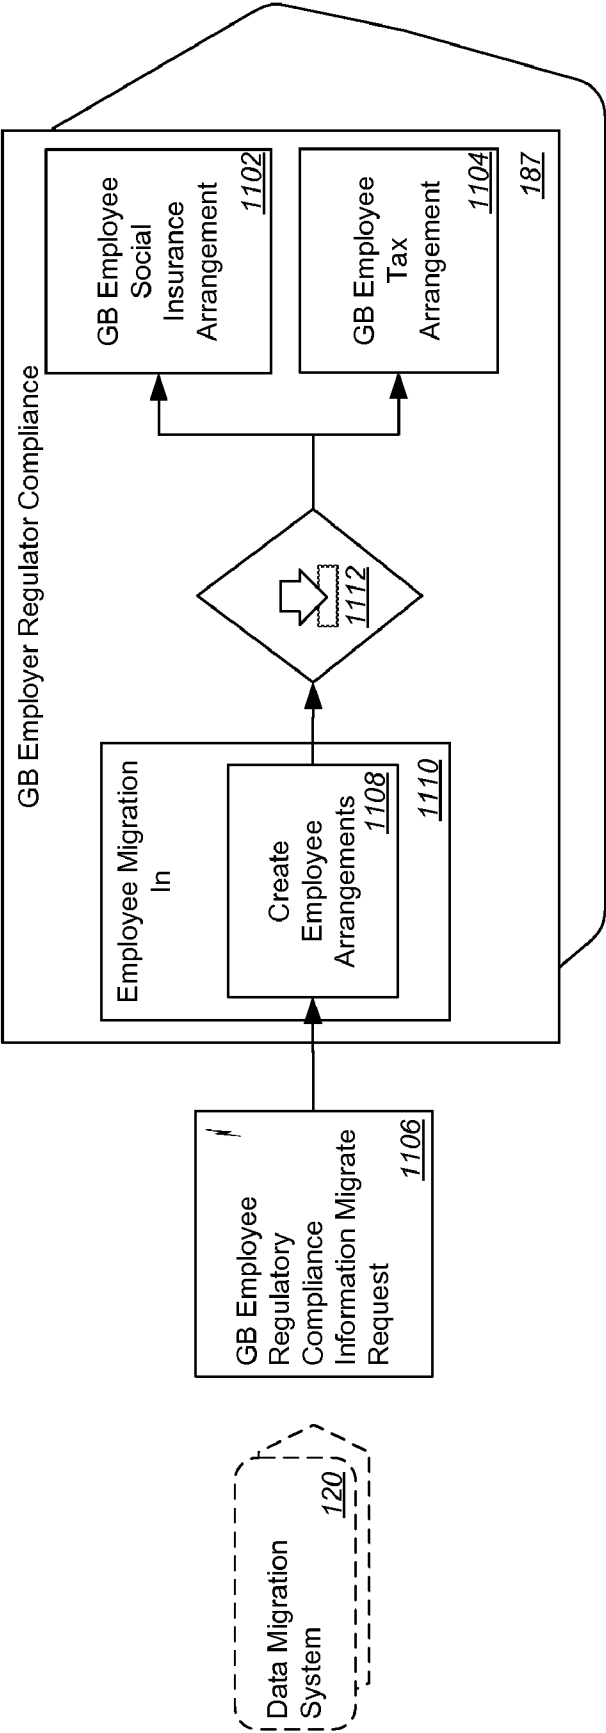 GB Employer Regulator Compliance
Data Migration
System
120
GB Employee
Regulatory
Compliance
Information Migrate
Request
1106
Employee Migration
In
Create
Employee
Arrangements
1108
1110
1112
GB Employee
Social
Insurance
Arrangement
1102
GB Employee
Tax
Arrangement
1104
187